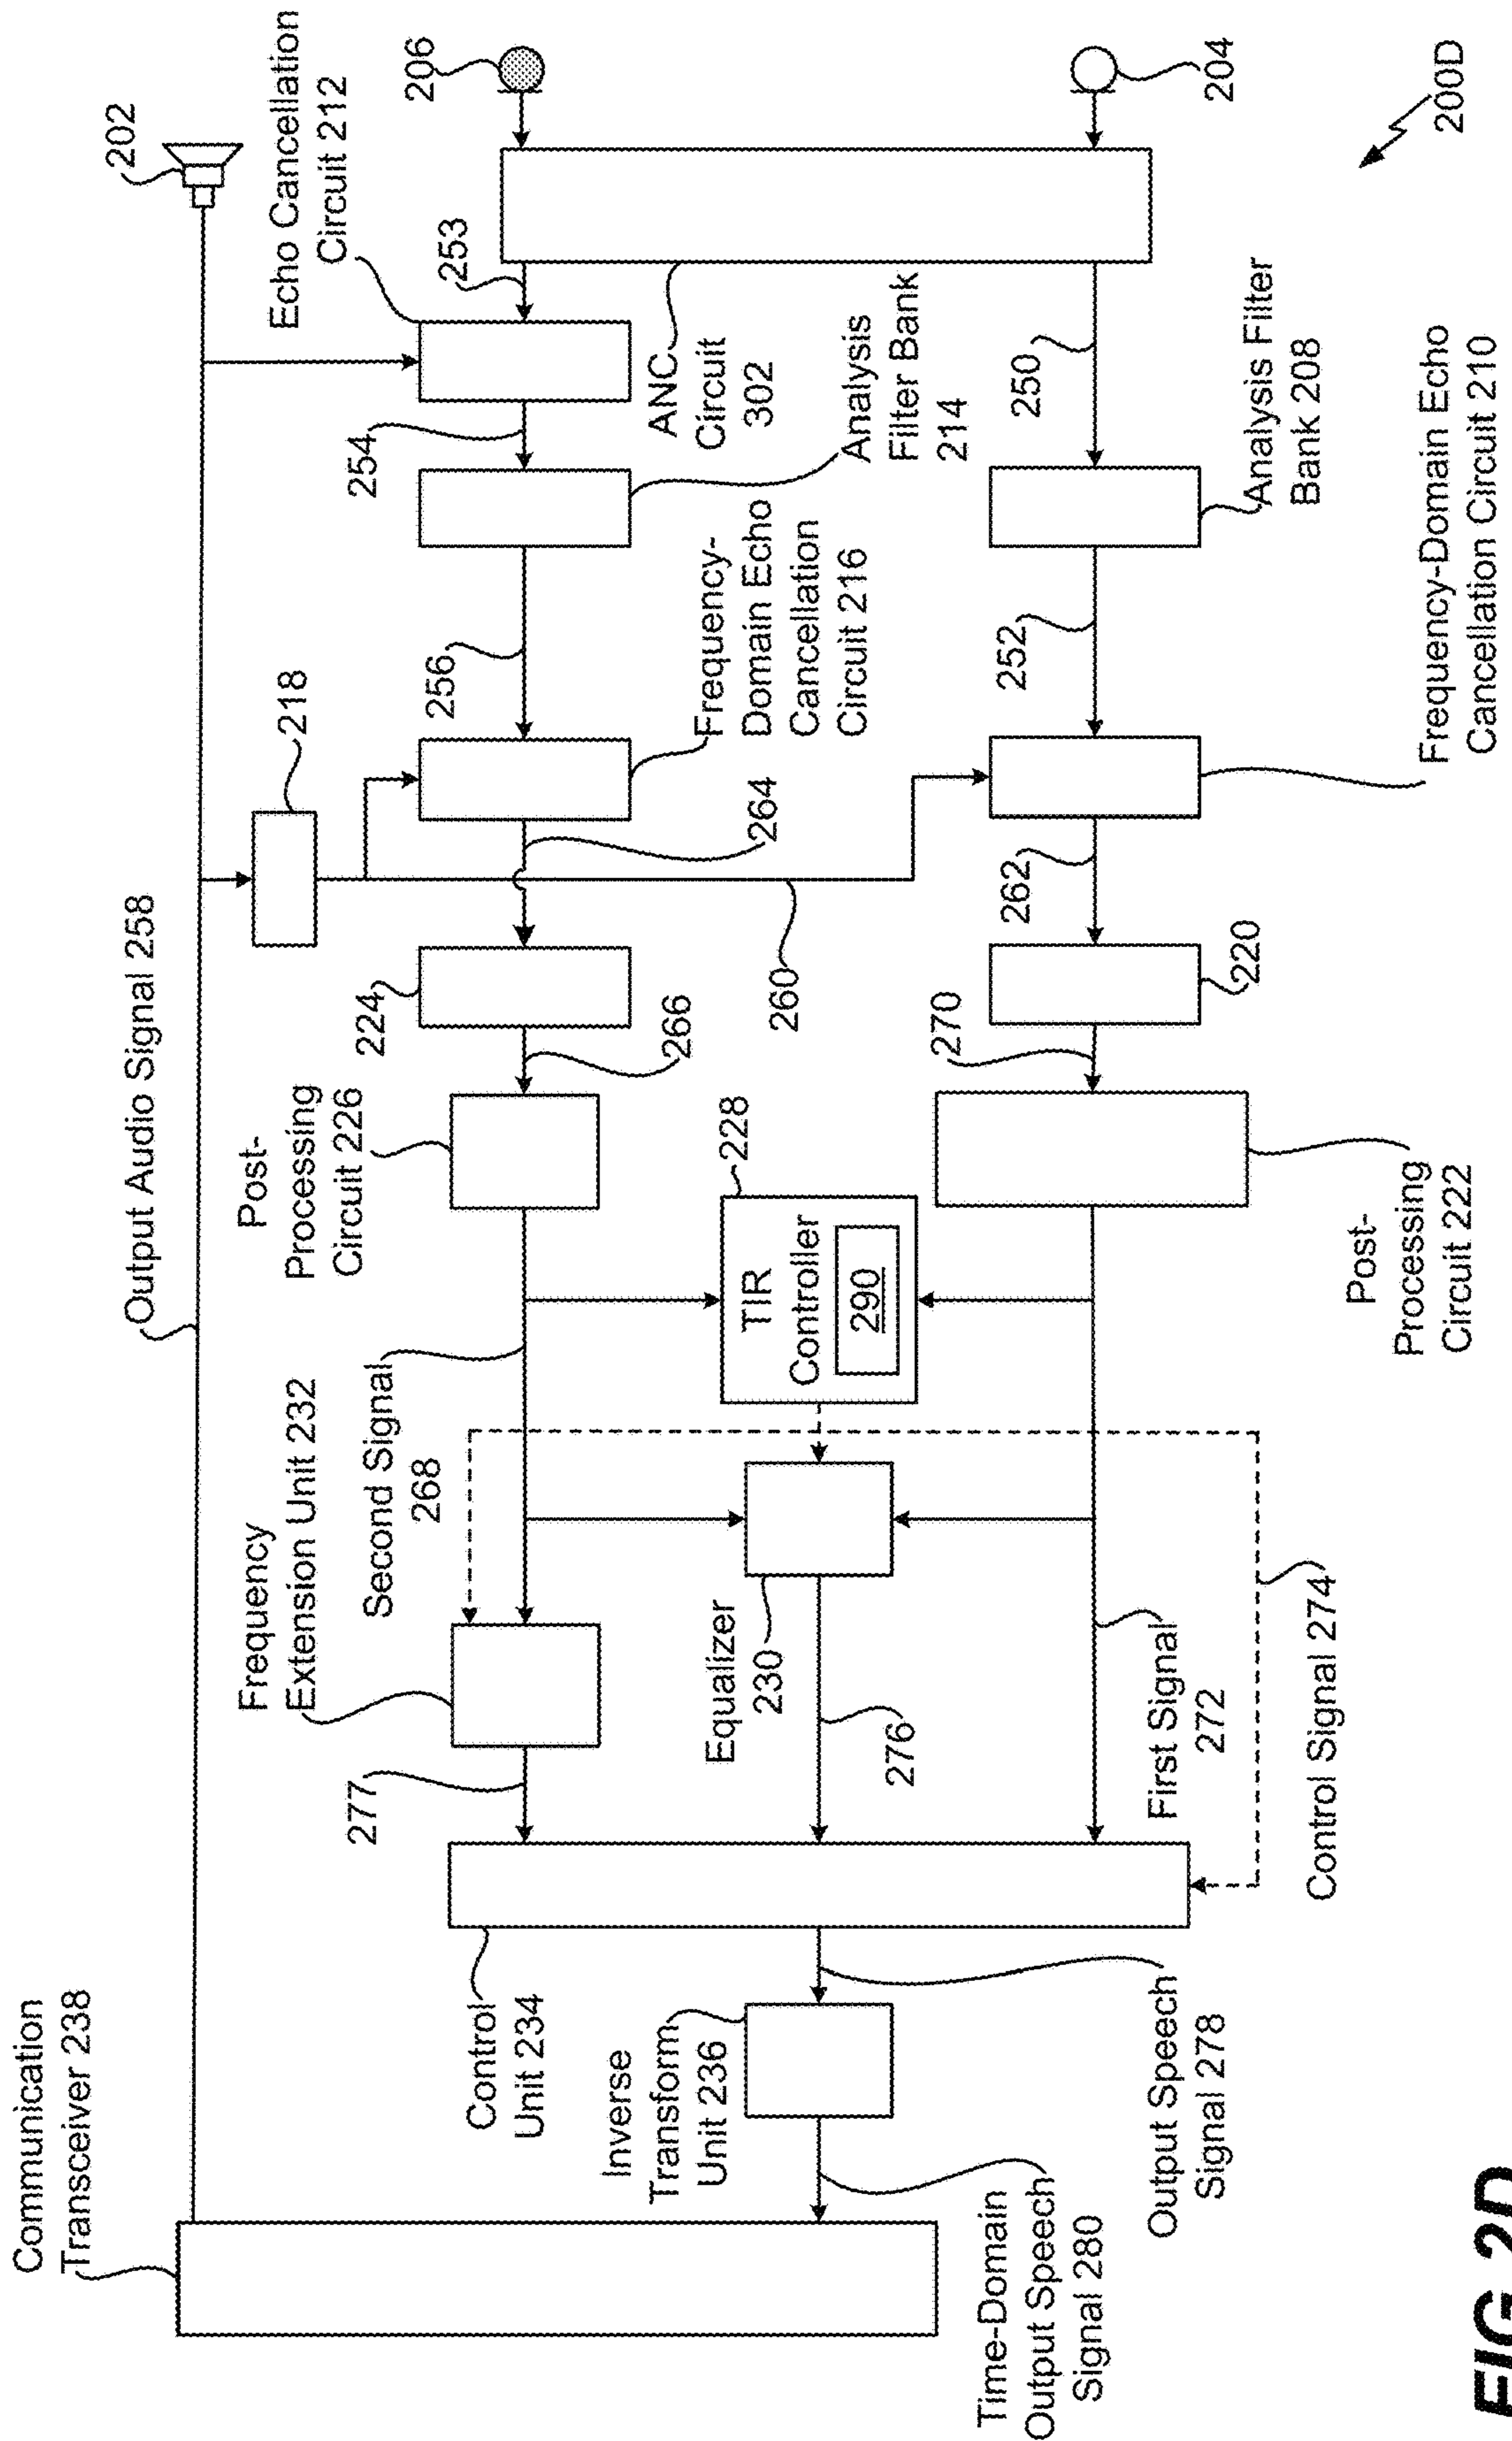 Communication
Transceiver 238
Output Audio Signal 258
202
Echo Cancellation
Circuit 212
206
204
200D
253
254
ANC
Circuit
302
250
Analysis
Filter Bank
214
Analysis Filter
Bank 208
256
252
218
Frequency-
Domain Echo
Cancellation
Circuit 216
Frequency-Domain Echo
Cancellation Circuit 210
264
262
260
224
266
220
270
Post-
Processing
Circuit 226
228
TIR
Controller
290
Post-
Processing
Circuit 222
Second Signal
268
Frequency
Extension Unit 232
277
Equalizer
230
276
First Signal
272
Control Signal 274
Control
Unit 234
Inverse
Transform
Unit 236
Output Speech
Signal 278
Time-Domain
Output Speech
Signal 280
FIG. 2D